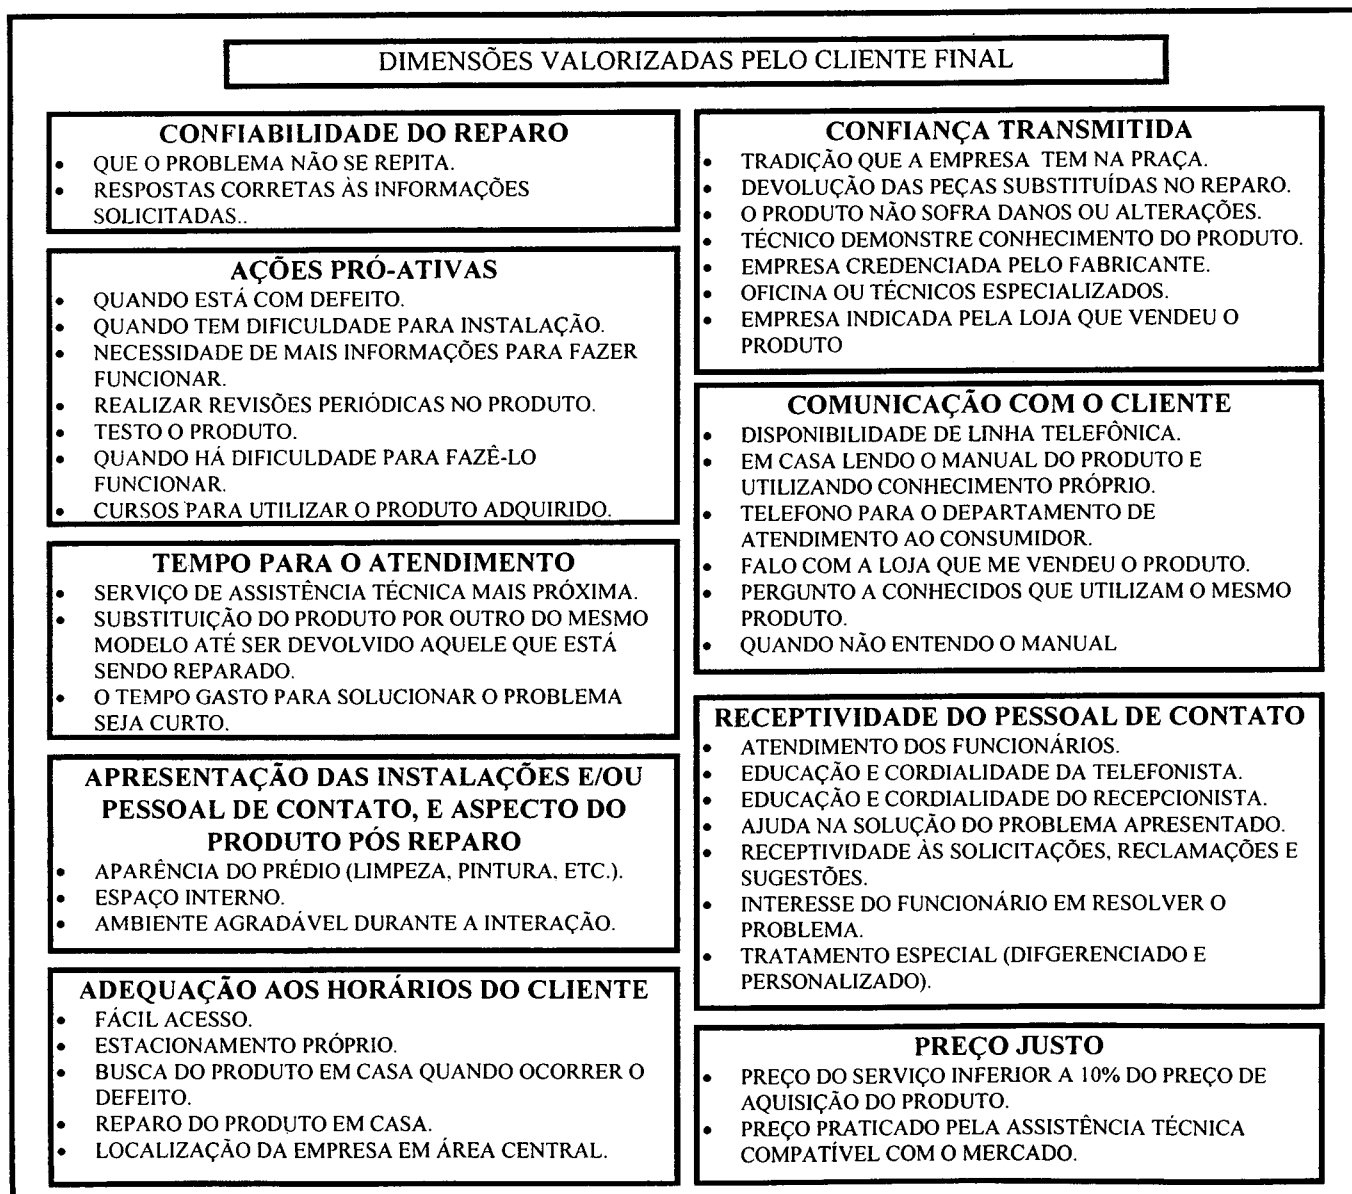 DIMENSÕES VALORIZADAS PELO CLIENTE FINAL
CONFIABILIDADE DO REPARO
• QUE O PROBLEMA NÃO SE REPITA.
• RESPOSTAS CORRETAS ÀS INFORMAÇÕES
SOLICITADAS..
AÇÕES PRÓ-ATIVAS
• QUANDO ESTÁ COM DEFEITO.
• QUANDO TEM DIFICULDADE PARA INSTALAÇÃO.
• NECESSIDADE DE MAIS INFORMAÇÕES PARA FAZER
FUNCIONAR.
• REALIZAR REVISÕES PERIÓDICAS NO PRODUTO.
• TESTO O PRODUTO.
• QUANDO HÁ DIFICULDADE PARA FAZÊ-LO
FUNCIONAR.
• CURSOS PARA UTILIZAR O PRODUTO ADQUIRIDO.
TEMPO PARA O ATENDIMENTO
• SERVIÇO DE ASSISTÊNCIA TÉCNICA MAIS PRÓXIMA.
• SUBSTITUIÇÃO DO PRODUTO POR OUTRO DO MESMO
MODELO ATÉ SER DEVOLVIDO AQUELE QUE ESTÁ
SENDO REPARADO.
• O TEMPO GASTO PARA SOLUCIONAR O PROBLEMA
SEJA CURTO.
APRESENTAÇÃO DAS INSTALAÇÕES E/OU
PESSOAL DE CONTATO, E ASPECTO DO
PRODUTO PÓS REPARO
• APARÊNCIA DO PRÉDIO (LIMPEZA, PINTURA, ETC.).
• ESPAÇO INTERNO.
• AMBIENTE AGRADÁVEL DURANTE A INTERAÇÃO.
ADEQUAÇÃO AOS HORÁRIOS DO CLIENTE
• FÁCIL ACESSO.
• ESTACIONAMENTO PRÓPRIO.
• BUSCA DO PRODUTO EM CASA QUANDO OCORRER O
DEFEITO.
• REPARO DO PRODUTO EM CASA.
• LOCALIZAÇÃO DA EMPRESA EM ÁREA CENTRAL.
CONFIANÇA TRANSMITIDA
• TRADIÇÃO QUE A EMPRESA TEM NA PRAÇA.
• DEVOLUÇÃO DAS PEÇAS SUBSTITUÍDAS NO REPARO.
• O PRODUTO NÃO SOFRA DANOS OU ALTERAÇÕES.
• TÉCNICO DEMONSTRE CONHECIMENTO DO PRODUTO.
• EMPRESA CREDENCIADA PELO FABRICANTE.
• OFICINA OU TÉCNICOS ESPECIALIZADOS.
• EMPRESA INDICADA PELA LOJA QUE VENDEU O
PRODUTO
COMUNICAÇÃO COM O CLIENTE
• DISPONIBILIDADE DE LINHA TELEFÔNICA.
• EM CASA LENDO O MANUAL DO PRODUTO E
UTILIZANDO CONHECIMENTO PRÓPRIO.
• TELEFONO PARA O DEPARTAMENTO DE
ATENDIMENTO AO CONSUMIDOR.
• FALO COM A LOJA QUE ME VENDEU O PRODUTO.
• PERGUNTO A CONHECIDOS QUE UTILIZAM O MESMO
PRODUTO.
• QUANDO NÃO ENTENDO O MANUAL
RECEPTIVIDADE DO PESSOAL DE CONTATO
• ATENDIMENTO DOS FUNCIONÁRIOS.
• EDUCAÇÃO E CORDIALIDADE DA TELEFONISTA.
• EDUCAÇÃO E CORDIALIDADE DO RECEPCIONISTA.
• AJUDA NA SOLUÇÃO DO PROBLEMA APRESENTADO.
• RECEPTIVIDADE ÀS SOLICITAÇÕES, RECLAMAÇÕES E
SUGESTÕES.
• INTERESSE DO FUNCIONÁRIO EM RESOLVER O
PROBLEMA.
• TRATAMENTO ESPECIAL (DIFGERENCIADO E
PERSONALIZADO).
PREÇO JUSTO
• PREÇO DO SERVIÇO INFERIOR A 10% DO PREÇO DE
AQUISIÇÃO DO PRODUTO.
• PREÇO PRATICADO PELA ASSISTÊNCIA TÉCNICA
COMPATÍVEL COM O MERCADO.